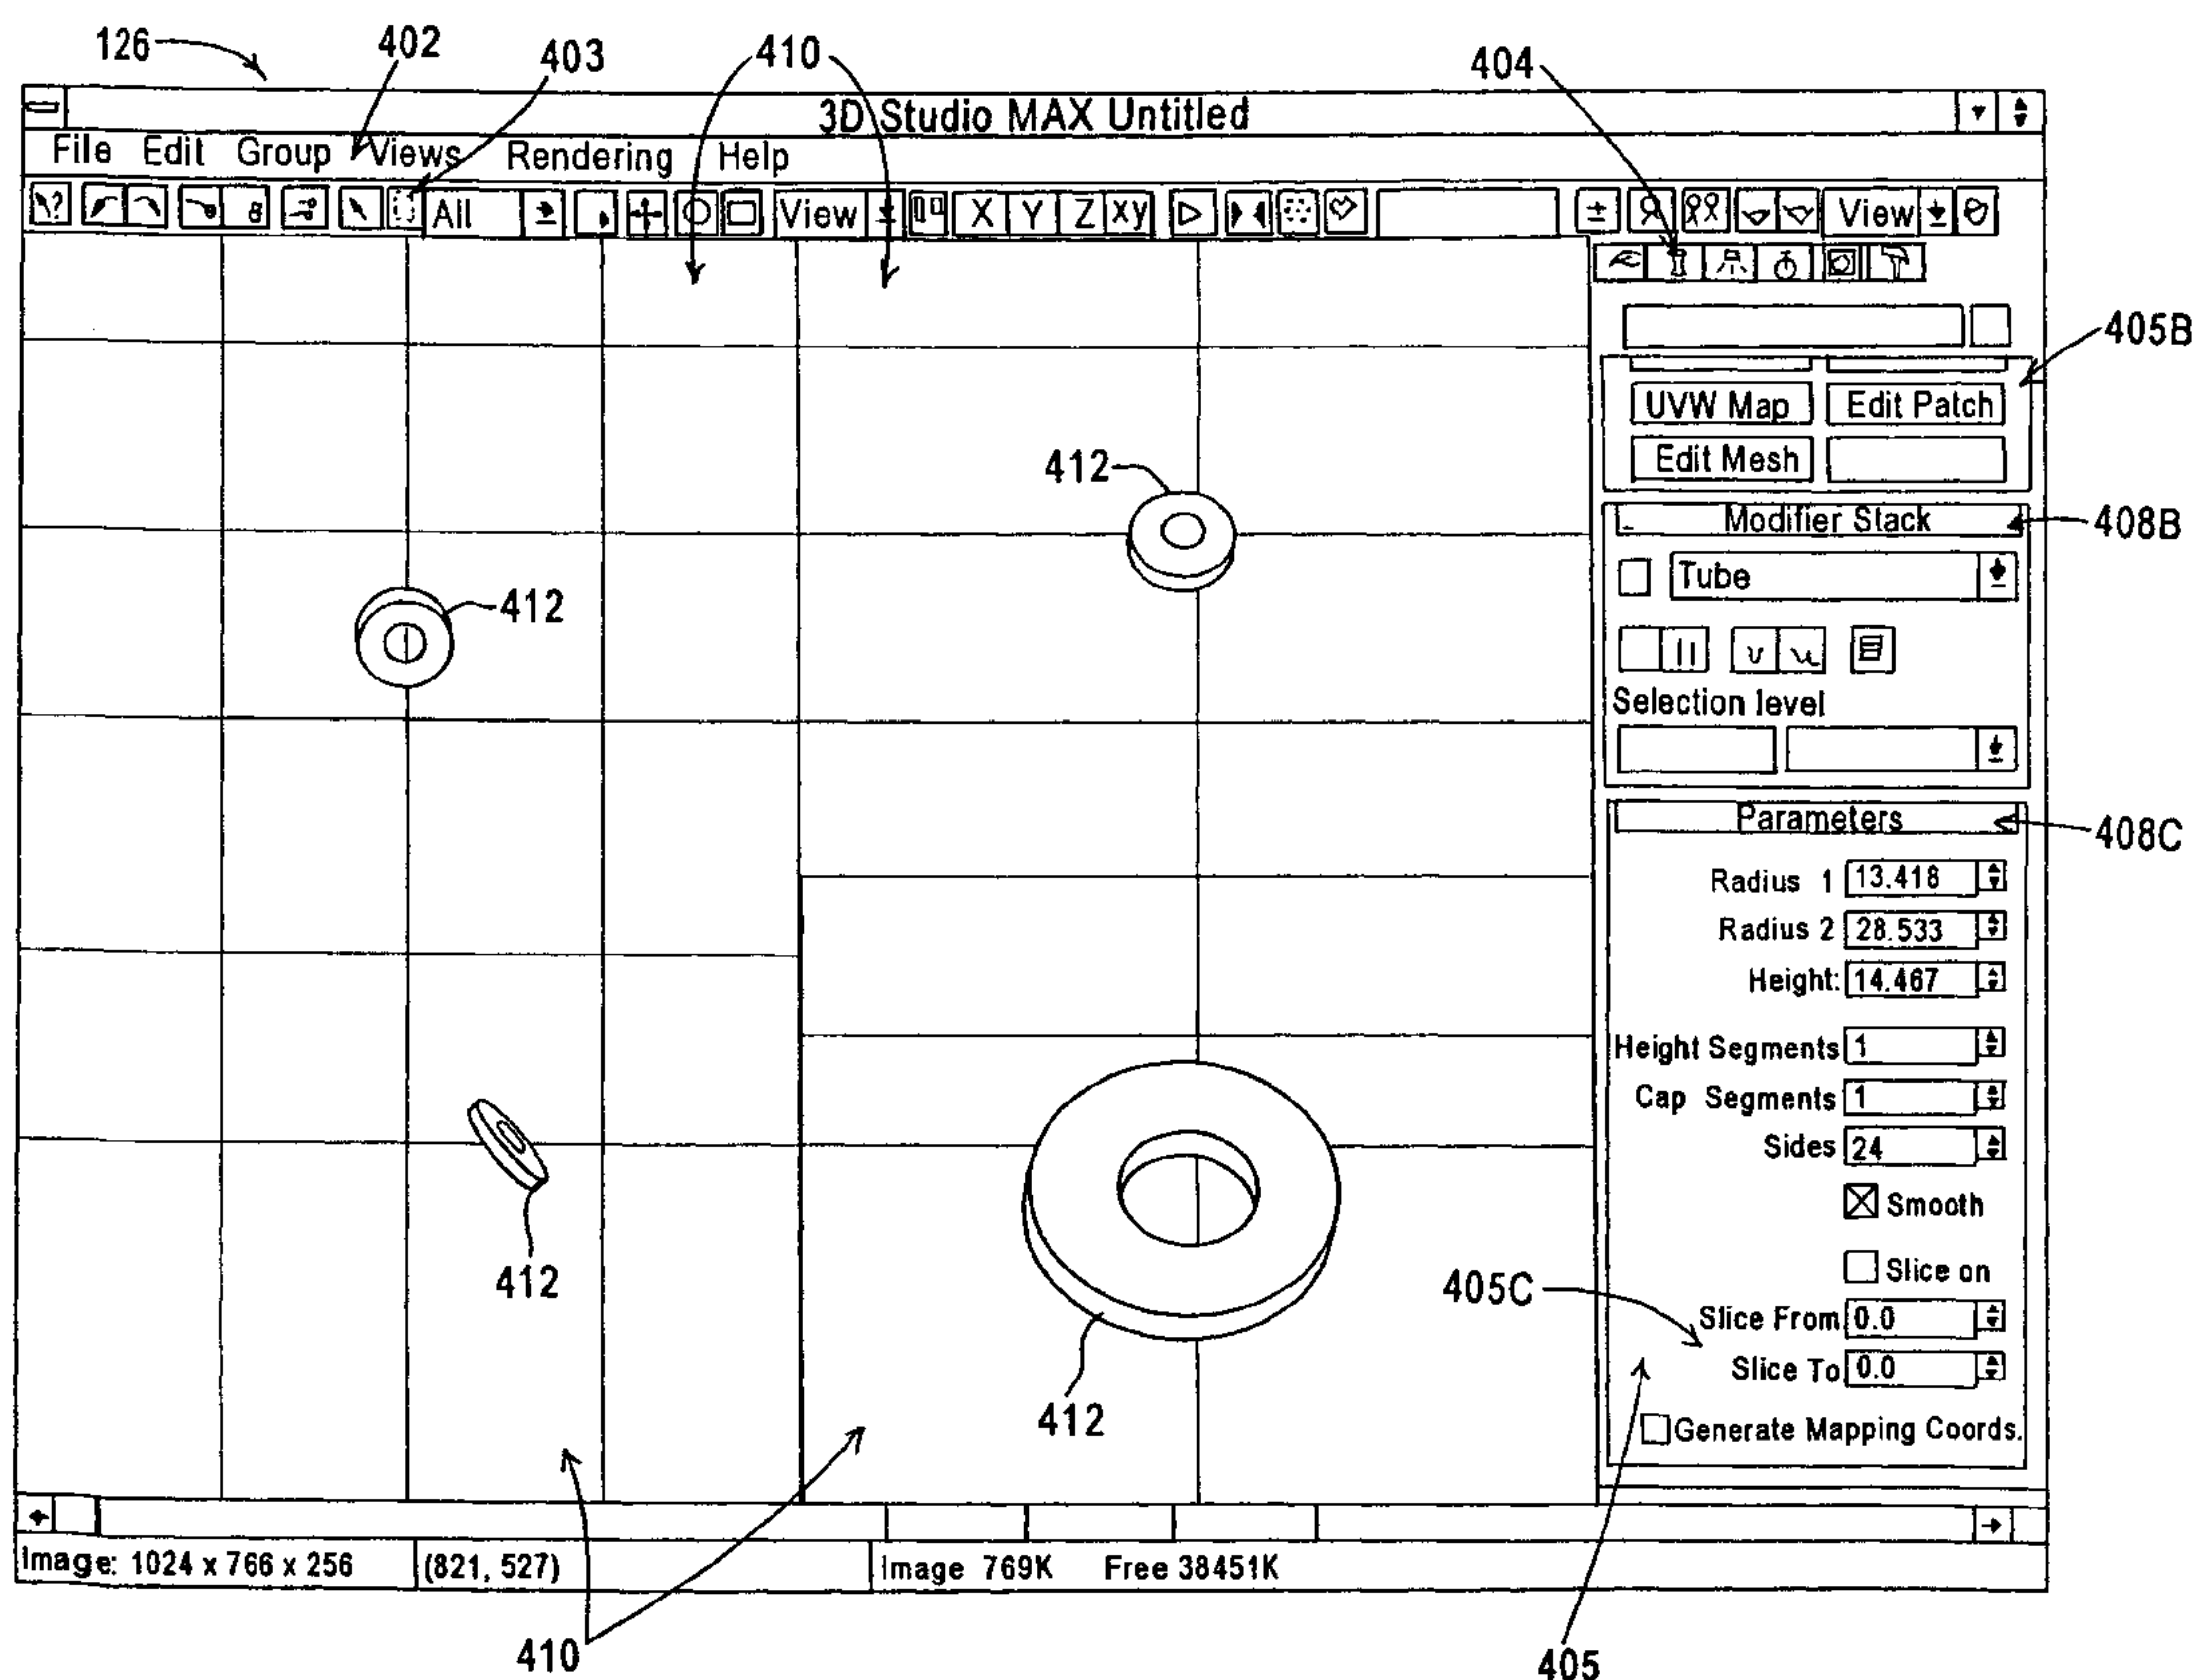 126
402
403
410
404
3D Studio MAX Untitled
File Edit Group Views Rendering Help
All View X Y Z xy View
405B
UVW Map Edit Patch
412
Edit Mesh
Modifier Stack
408B
Tube
412
Selection level
Parameters
408C
Radius 1 13.418
Radius 2 28.533
Height: 14.467
Height Segments 1
Cap Segments 1
Sides 24
Smooth
412
405C
Slice on
Slice From 0.0
Slice To 0.0
412
Generate Mapping Coords.
Image: 1024 x 766 x 256 (821, 527) Image 769K Free 38451K
410
405